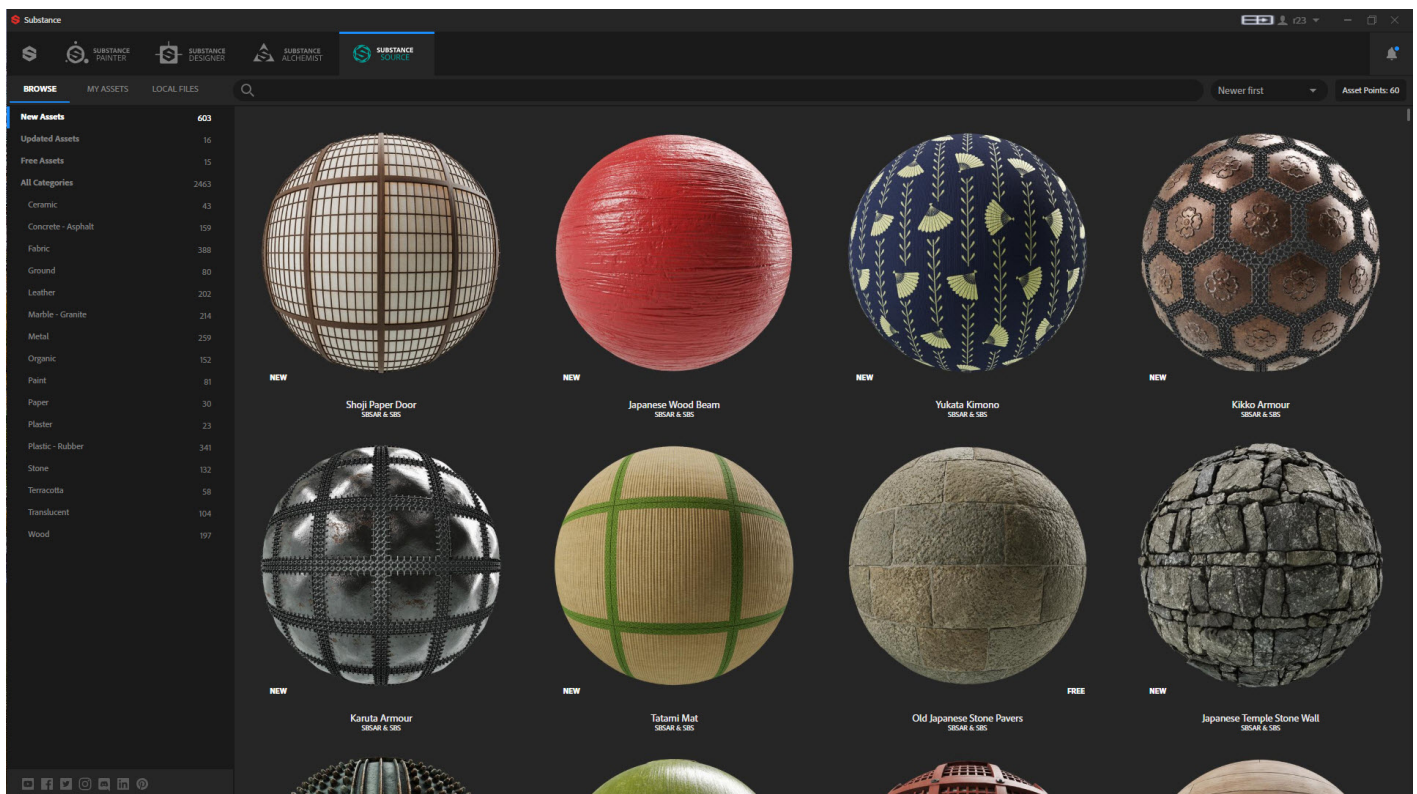 Substance
r23
SUBSTANCE
PAINTER
SUBSTANCE
DESIGNER
SUBSTANCE
ALCHEMIST
SUBSTANCE
SOURCE
BROWSE
MY ASSETS
LOCAL FILES
Newer first
Asset Points: 60
New Assets 603
Updated Assets 16
Free Assets 15
All Categories 2463
Ceramic 43
Concrete - Asphalt 159
Fabric 388
Ground 80
Leather 202
Marble - Granite 214
Metal 259
Organic 152
Paint 81
Paper 30
Plaster 23
Plastic - Rubber 341
Stone 132
Terracotta 58
Translucent 104
Wood 197
NEW
Shoji Paper Door
SBSAR & SBS
NEW
Japanese Wood Beam
SBSAR & SBS
NEW
Yukata Kimono
SBSAR & SBS
NEW
Kikko Armour
SBSAR & SBS
NEW
Karuta Armour
SBSAR & SBS
NEW
Tatami Mat
SBSAR & SBS
FREE
Old Japanese Stone Pavers
SBSAR & SBS
NEW
Japanese Temple Stone Wall
SBSAR & SBS